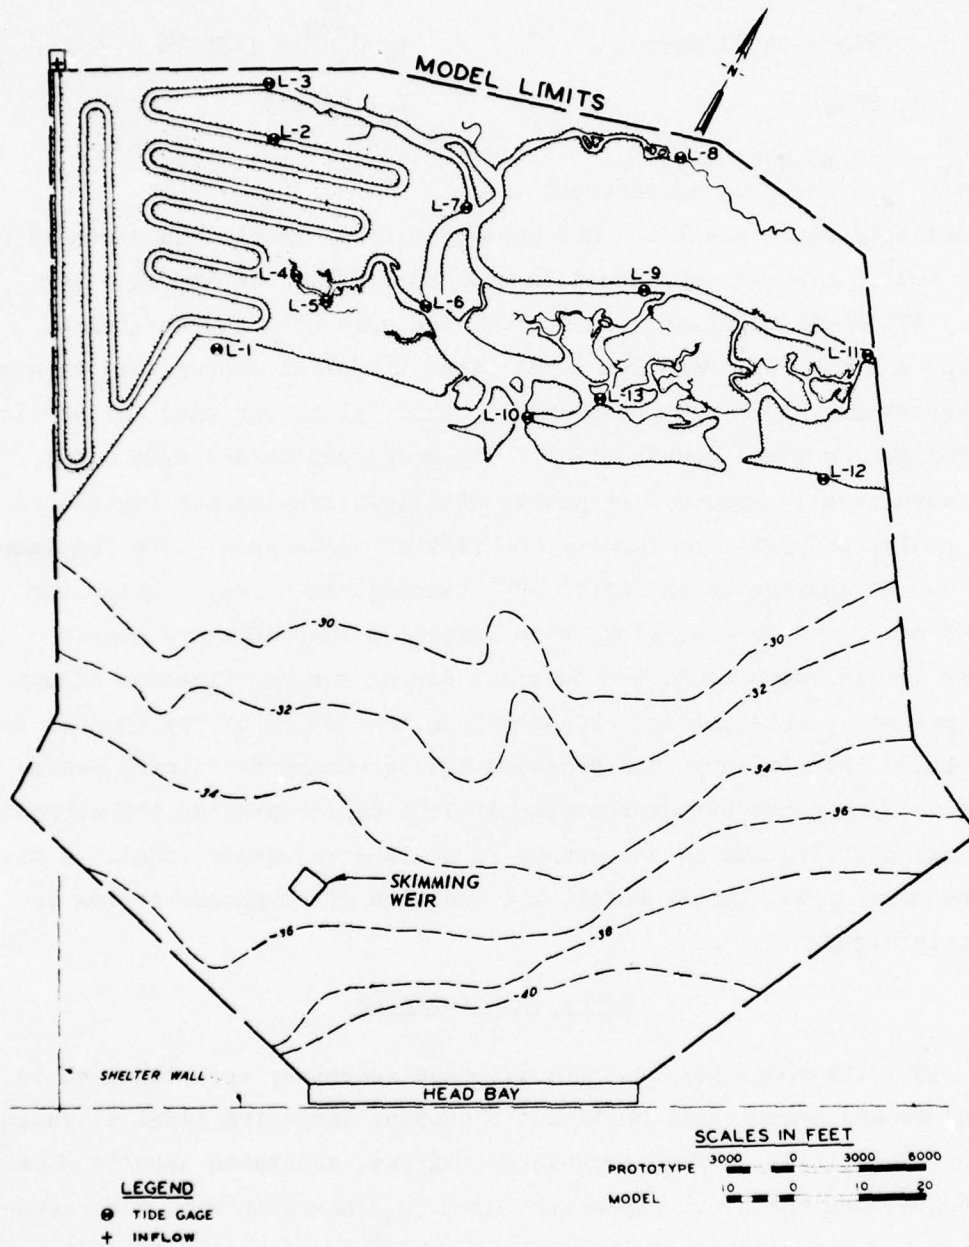 N
MODEL LIMITS
L-3
L-2
L-8
L-7
L-4
L-5
L-6
L-9
L-1
L-11
L-13
L-10
L-12
-30
-30
-32
-32
-34
-34
-36
SKIMMING
WEIR
-36
-38
-40
SHELTER WALL
HEAD BAY
SCALES IN FEET
PROTOTYPE 3000 0 3000 6000
MODEL 10 0 10 20
LEGEND
TIDE GAGE
+ INFLOW